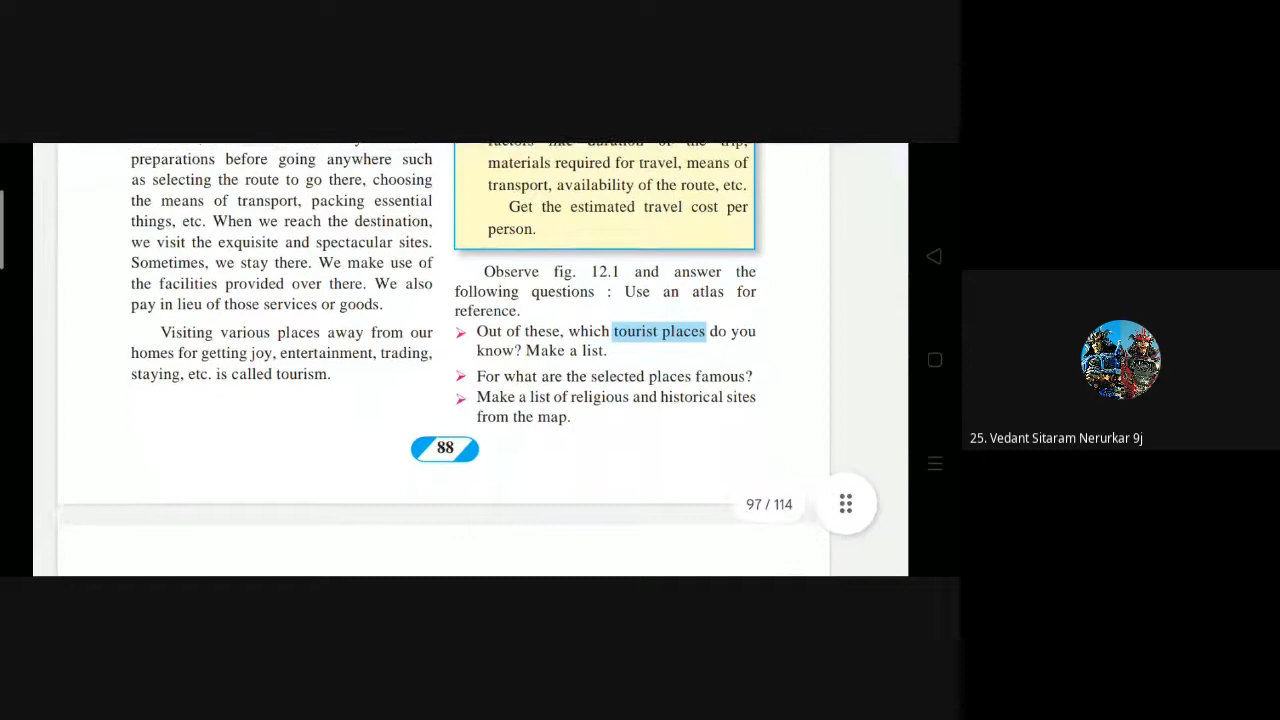 preparations before going anywhere such
as selecting the route to go there, choosing
the means of transport, packing essential
things, etc. When we reach the destination,
we visit the exquisite and spectacular sites.
Sometimes, we stay there. We make use of
the facilities provided over there. We also
pay in lieu of those services or goods.
Visiting various places away from our
homes for getting joy, entertainment, trading,
staying, etc. is called tourism.
factors like duration of the trip,
materials required for travel, means of
transport, availability of the route, etc.
Get the estimated travel cost per
person.
Observe fig. 12.1 and answer the
following questions : Use an atlas for
reference.
➢ Out of these, which tourist places do you
know? Make a list.
➢ For what are the selected places famous?
➢ Make a list of religious and historical sites
from the map.
88
97 / 114
25. Vedant Sitaram Nerurkar 9j